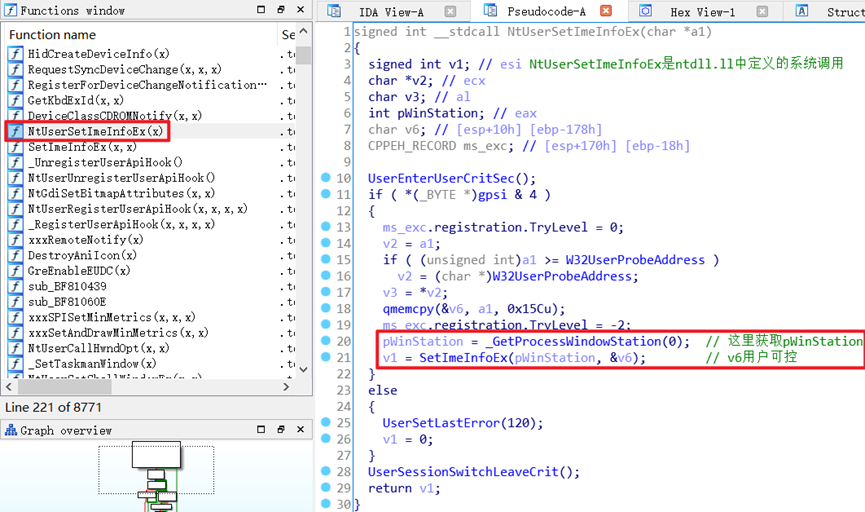 Functions window
Function name
Se
HidCreateDeviceInfo(x)
.t
RequestSyncDeviceChange(x,x,x)
.t
RegisterForDeviceChangeNotification…
.t
GetKbdExId(x,x)
.t
DeviceClassCDROMNotify(x,x)
.t
NtUserSetImeInfoEx(x)
.t
SetImeInfoEx(x,x)
.t
_UnregisterUserApiHook()
.t
NtUserUnregisterUserApiHook()
.t
NtGdiSetBitmapAttributes(x,x)
.t
NtUserRegisterUserApiHook(x,x,x,x)
.t
_RegisterUserApiHook(x,x,x,x)
.t
xxxRemoteNotify(x)
.t
DestroyAniIcon(x)
.t
GreEnableEUDC(x)
.t
sub_BF810439
.t
sub_BF81060E
.t
xxxSPISetMinMetrics(x,x,x)
.t
xxxSetAndDrawMinMetrics(x,x)
.t
NtUserCallHwndOpt(x,x)
.t
_SetTaskmanWindow(x,x)
.t
NtUserSetShellWindowEx(x,x)
.t
Line 221 of 8771
Graph overview
IDA View-A
Pseudocode-A
Hex View-1
Struct
1 signed int __stdcall NtUserSetImeInfoEx(char *a1)
2 {
3 signed int v1; // esi NtUserSetImeInfoEx是ntdll.ll中定义的系统调用
4 char *v2; // ecx
5 char v3; // al
6 int pWinStation; // eax
7 char v6; // [esp+10h] [ebp-178h]
8 CPPEH_RECORD ms_exc; // [esp+170h] [ebp-18h]
9
10 UserEnterUserCritSec();
11 if ( *(_BYTE *)gpsi & 4 )
12 {
13 ms_exc.registration.TryLevel = 0;
14 v2 = a1;
15 if ( (unsigned int)a1 >= W32UserProbeAddress )
16 v2 = (char *)W32UserProbeAddress;
17 v3 = *v2;
18 qmemcpy(&v6, a1, 0x15Cu);
19 ms_exc.registration.TryLevel = -2;
20 pWinStation = _GetProcessWindowStation(0); // 这里获取pWinStation
21 v1 = SetImeInfoEx(pWinStation, &v6); // v6用户可控
22 }
23 else
24 {
25 UserSetLastError(120);
26 v1 = 0;
27 }
28 UserSessionSwitchLeaveCrit();
29 return v1;
30 }